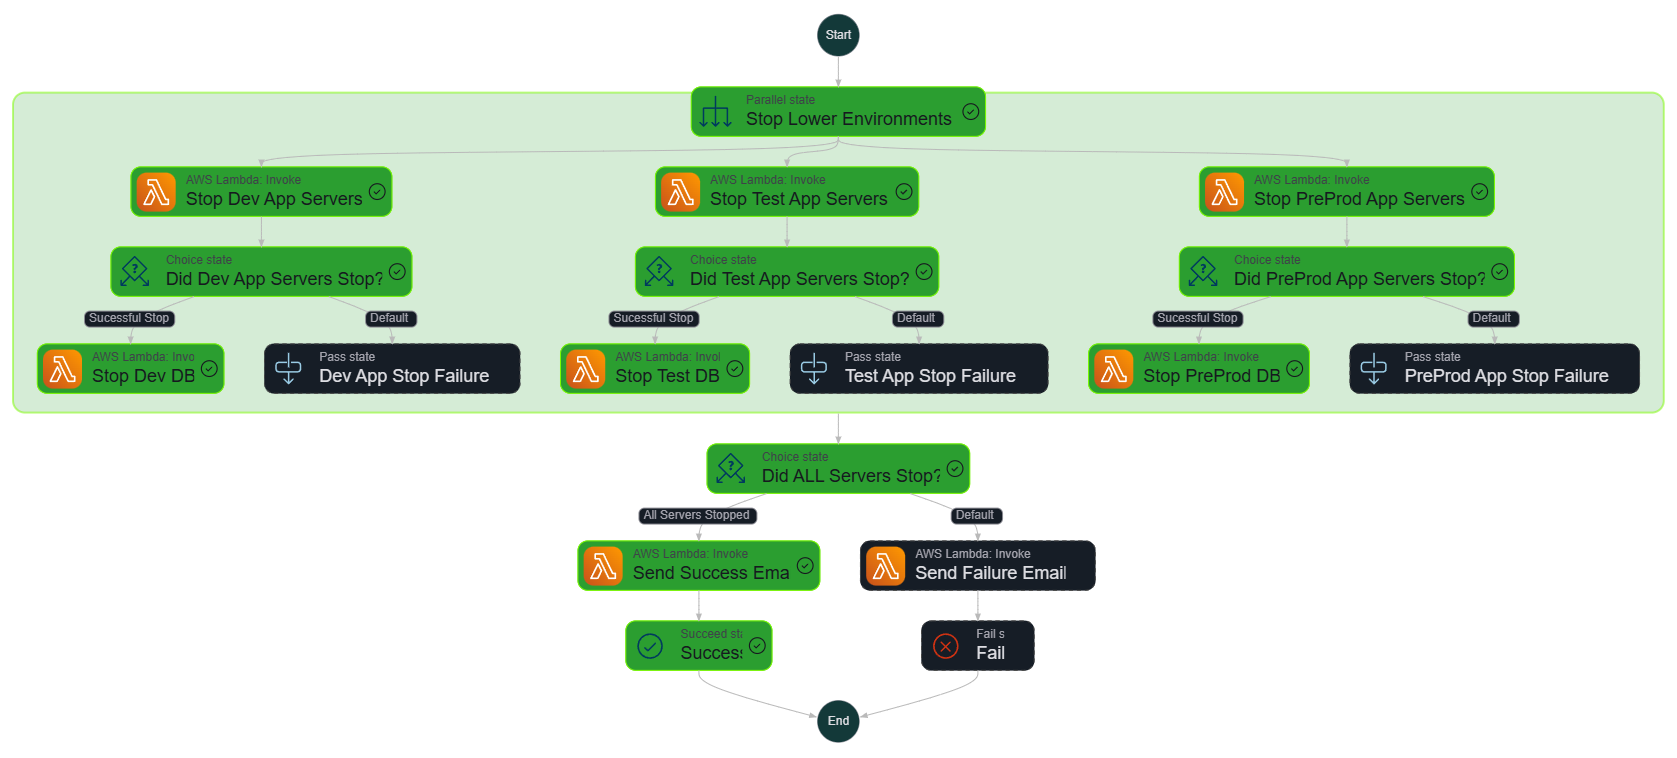 Start
Parallel state
Stop Lower Environments
AWS Lambda: Invoke
Stop Dev App Servers
AWS Lambda: Invoke
Stop Test App Servers
AWS Lambda: Invoke
Stop PreProd App Servers
Choice state
Did Dev App Servers Stop?
Choice state
Did Test App Servers Stop?
Choice state
Did PreProd App Servers Stop?
Sucessful Stop
Default
Sucessful Stop
Default
Sucessful Stop
Default
AWS Lambda: Invo
Stop Dev DB
Pass state
Dev App Stop Failure
AWS Lambda: Invol
Stop Test DB
Pass state
Test App Stop Failure
AWS Lambda: Invoke
Stop PreProd DB
Pass state
PreProd App Stop Failure
Choice state
Did ALL Servers Stop?
All Servers Stopped
Default
AWS Lambda: Invoke
Send Success Ema
AWS Lambda: Invoke
Send Failure Email
Succeed sta
Success
Fail s
Fail
End